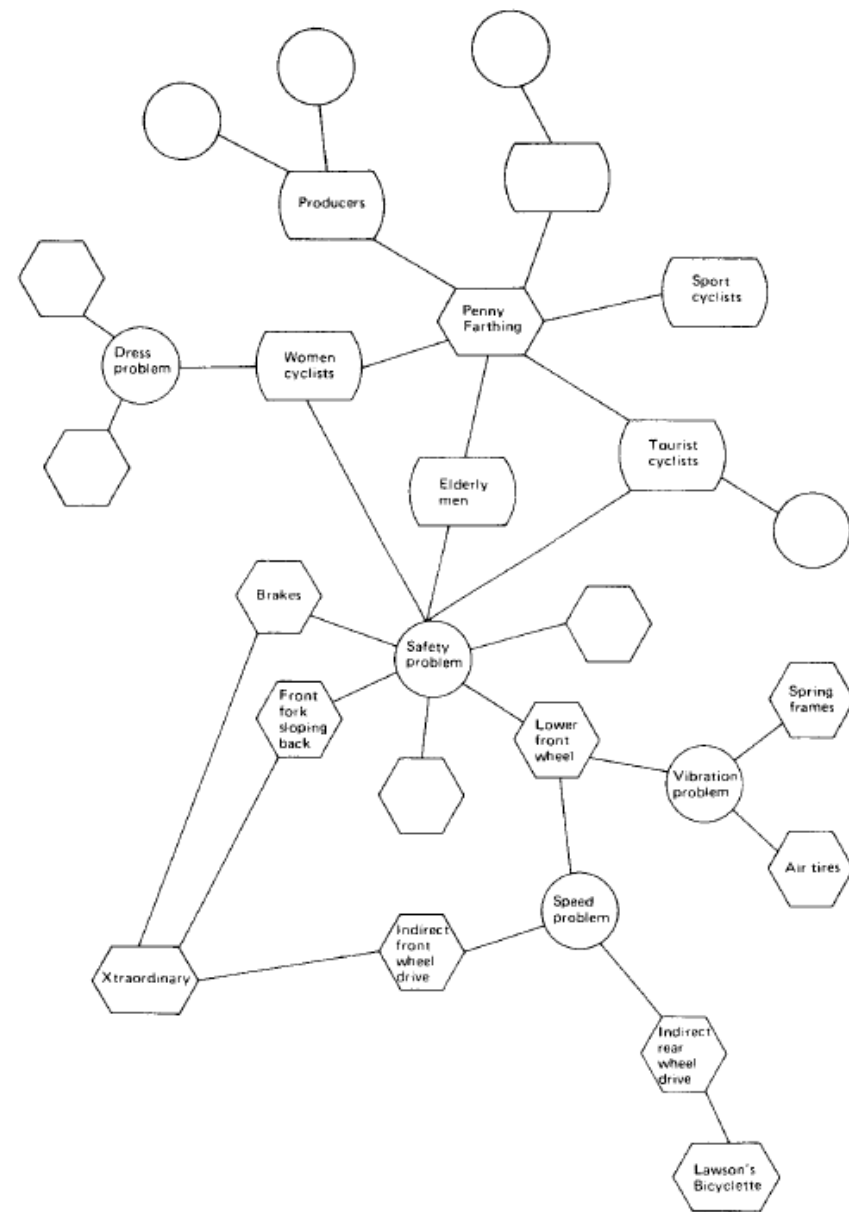 Producers
Sport
cyclists
Penny
Farthing
Dress
problem
Women
cyclists
Tourist
cyclists
Elderly
men
Brakes
Safety
problem
Front
fork
sloping
back
Lower
front
wheel
Spring
frames
Vibration
problem
Air tires
Speed
problem
Indirect
front
wheel
drive
Xtraordinary
Indirect
rear
wheel
drive
Lawson's
Bicyclette